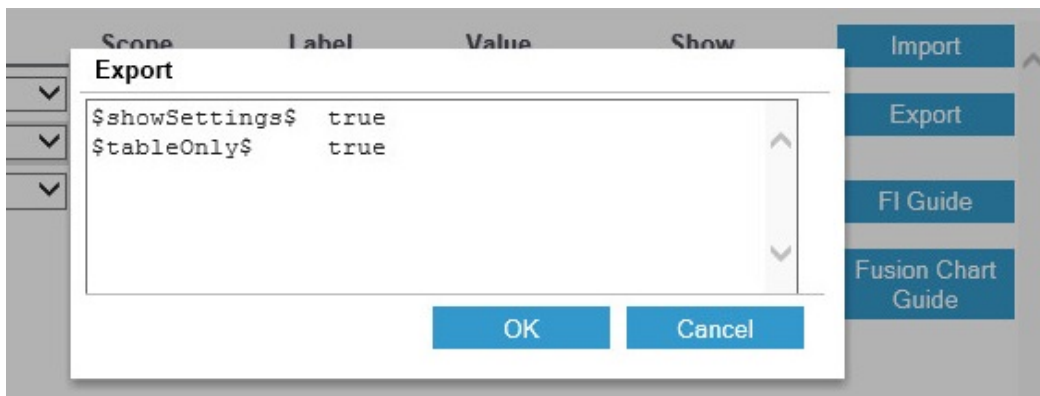 Scope Label Value Show
Import
Export
$showSettings$ true
$tableOnly$ true
Export
FI Guide
Fusion Chart
Guide
OK Cancel